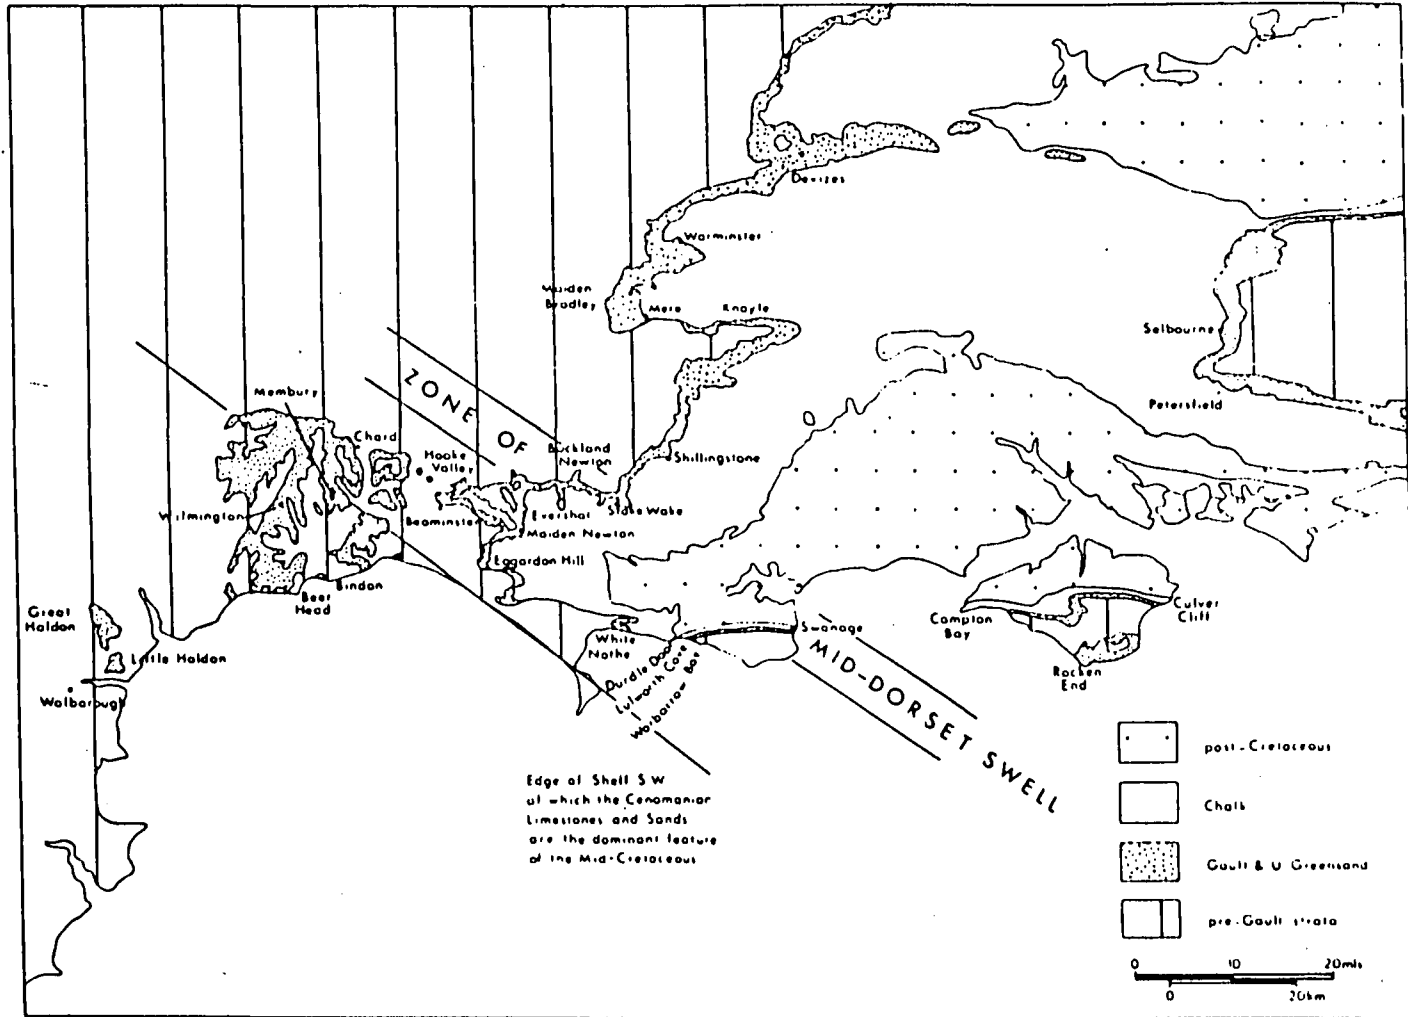 Devizes
Warminster
Maiden
Bradley
Mere
Knoyle
Selbourne
Petersfield
Membury
Chard
ZONE OF
Hooke
Valley
Buckland
Newton
Shillingstone
Wilmington
Beaminster
Evershot
Stoke Wake
Maiden Newton
Eggardon Hill
Bindon
Beer
Head
Great
Haldon
Little Haldon
Wolborough
White
Nothe
Durdle Door
Lulworth Cove
Worbarrow Bay
Swanage
MID-DORSET SWELL
Compton
Bay
Culver
Cliff
Rocken
End
Edge of Shelf S W
of which the Cenomanian
Limestones and Sands
are the dominant feature
of the Mid-Cretaceous
post-Cretaceous
Chalk
Gault & U Greensand
pre-Gault strata
0 10 20mls
0 20km